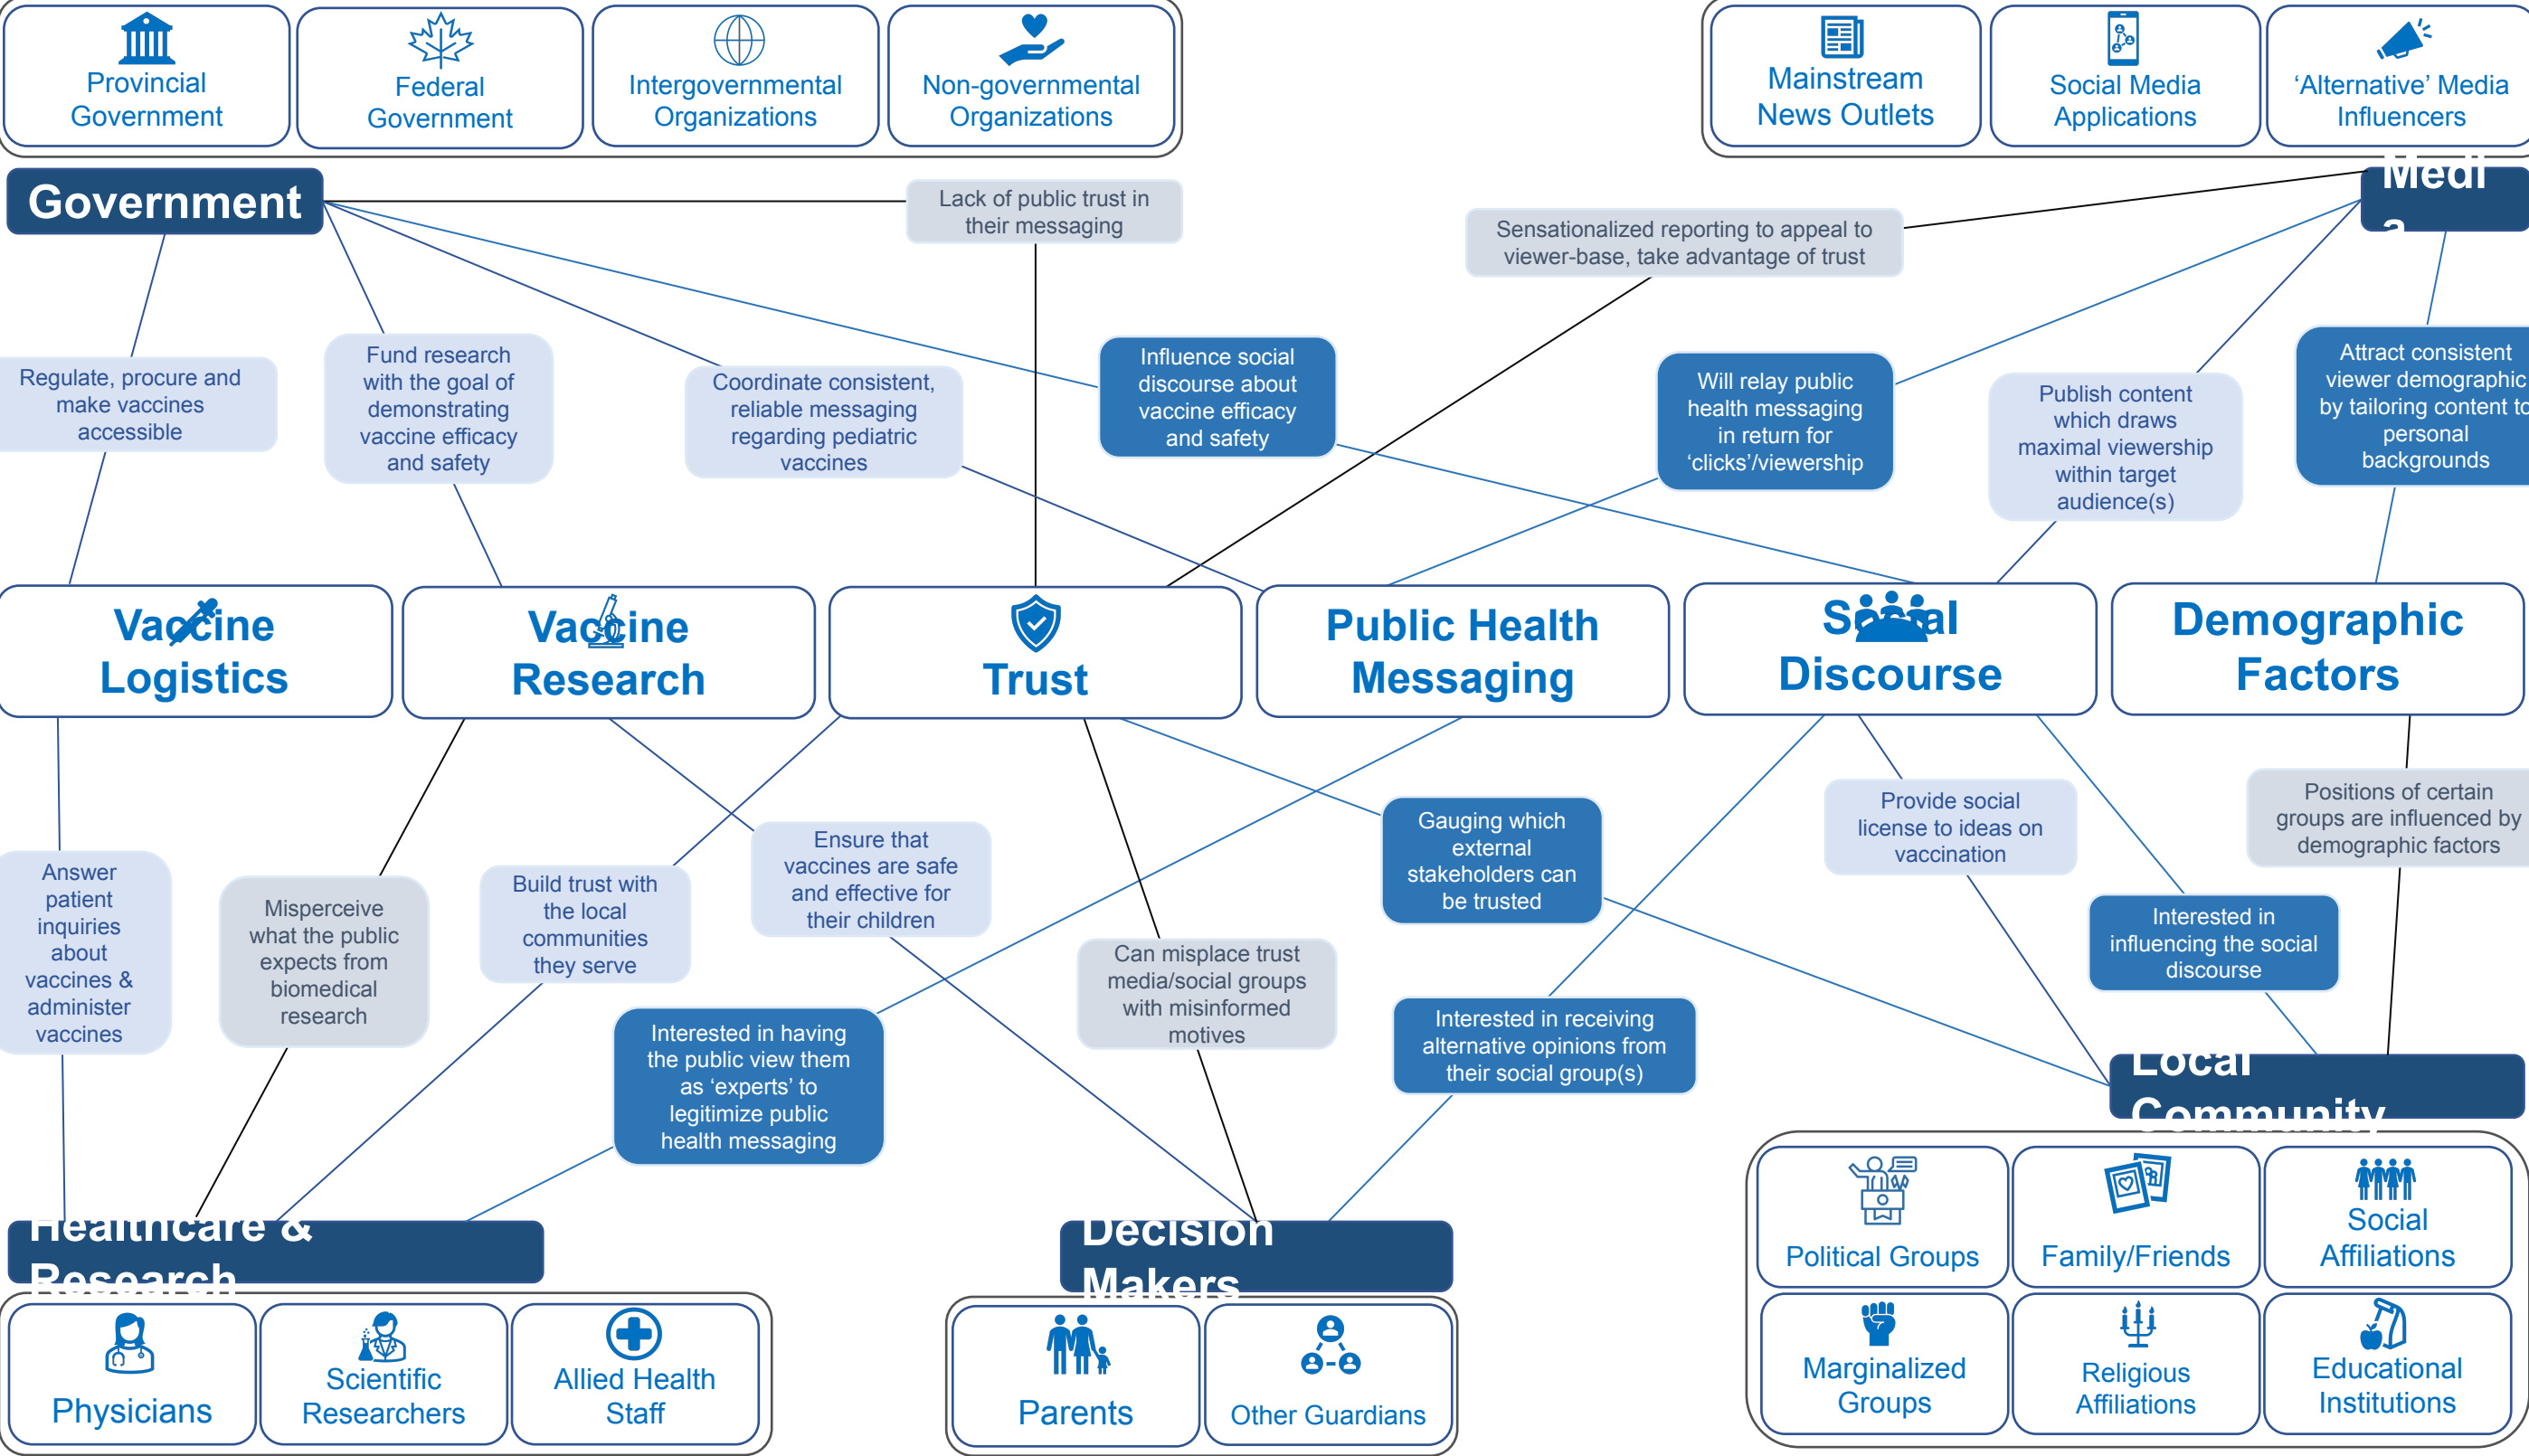 Provincial
Government
Federal
Government
Intergovernmental
Organizations
Non-governmental
Organizations
Mainstream
News Outlets
Social Media
Applications
‘Alternative’ Media
Influencers
Government
Medi
a
Lack of public trust in
their messaging
Sensationalized reporting to appeal to
viewer-base, take advantage of trust
Regulate, procure and
make vaccines
accessible
Fund research
with the goal of
demonstrating
vaccine efficacy
and safety
Coordinate consistent,
reliable messaging
regarding pediatric
vaccines
Influence social
discourse about
vaccine efficacy
and safety
Will relay public
health messaging
in return for
‘clicks’/viewership
Publish content
which draws
maximal viewership
within target
audience(s)
Attract consistent
viewer demographic
by tailoring content to
personal
backgrounds
Vaccine
Logistics
Vaccine
Research
Trust
Public Health
Messaging
Social
Discourse
Demographic
Factors
Answer
patient
inquiries
about
vaccines &
administer
vaccines
Misperceive
what the public
expects from
biomedical
research
Build trust with
the local
communities
they serve
Ensure that
vaccines are safe
and effective for
their children
Interested in having
the public view them
as ‘experts’ to
legitimize public
health messaging
Can misplace trust
media/social groups
with misinformed
motives
Gauging which
external
stakeholders can
be trusted
Interested in receiving
alternative opinions from
their social group(s)
Provide social
license to ideas on
vaccination
Interested in
influencing the social
discourse
Positions of certain
groups are influenced by
demographic factors
Healthcare &
Research
Decision
Makers
Local
Community
Physicians
Scientific
Researchers
Allied Health
Staff
Parents
Other Guardians
Political Groups
Family/Friends
Social
Affiliations
Marginalized
Groups
Religious
Affiliations
Educational
Institutions